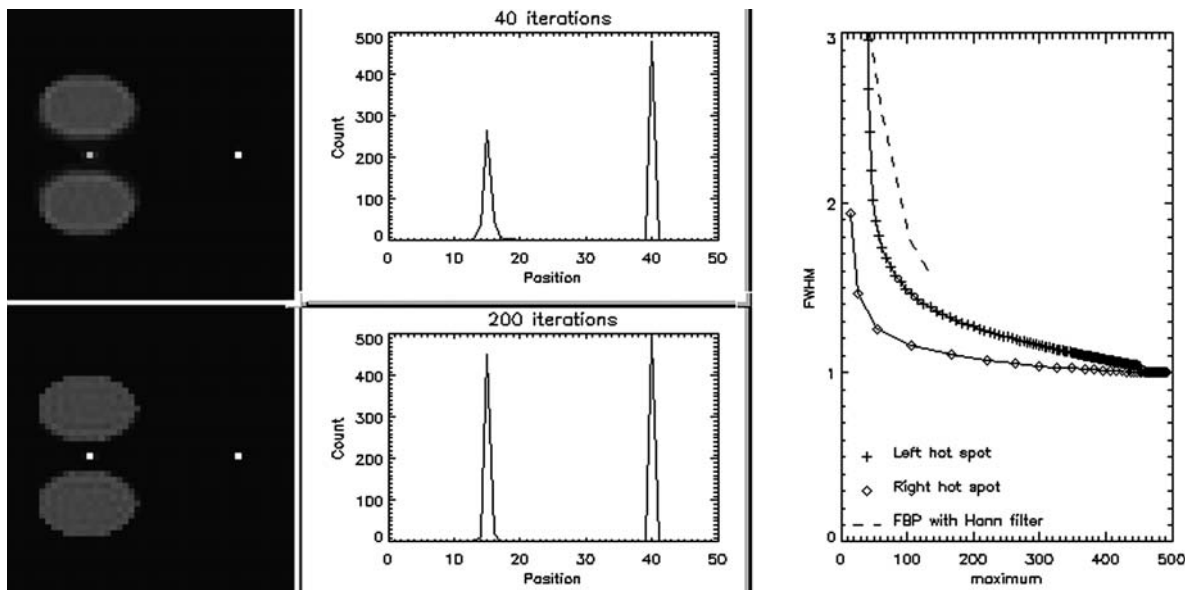 40 iterations
500
400
300
200
100
0
Count
0 10 20 30 40 50
Position
200 iterations
500
400
300
200
100
0
Count
0 10 20 30 40 50
Position
3
2
1
0
FWHM
Left hot spot
Right hot spot
FBP with Hann filter
0 100 200 300 400 500
maximum